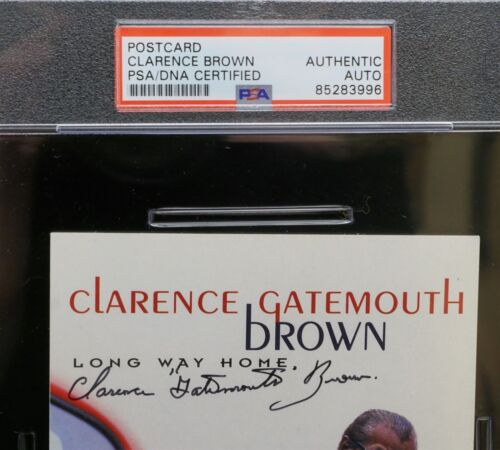 POSTCARD
CLARENCE BROWN
PSA/DNA CERTIFIED
AUTHENTIC
AUTO
PSA
85283996
CLARENCE GATEMOUTH
bROWN
LONG WAY HOME
Clarence "Gatemouth" Brown.